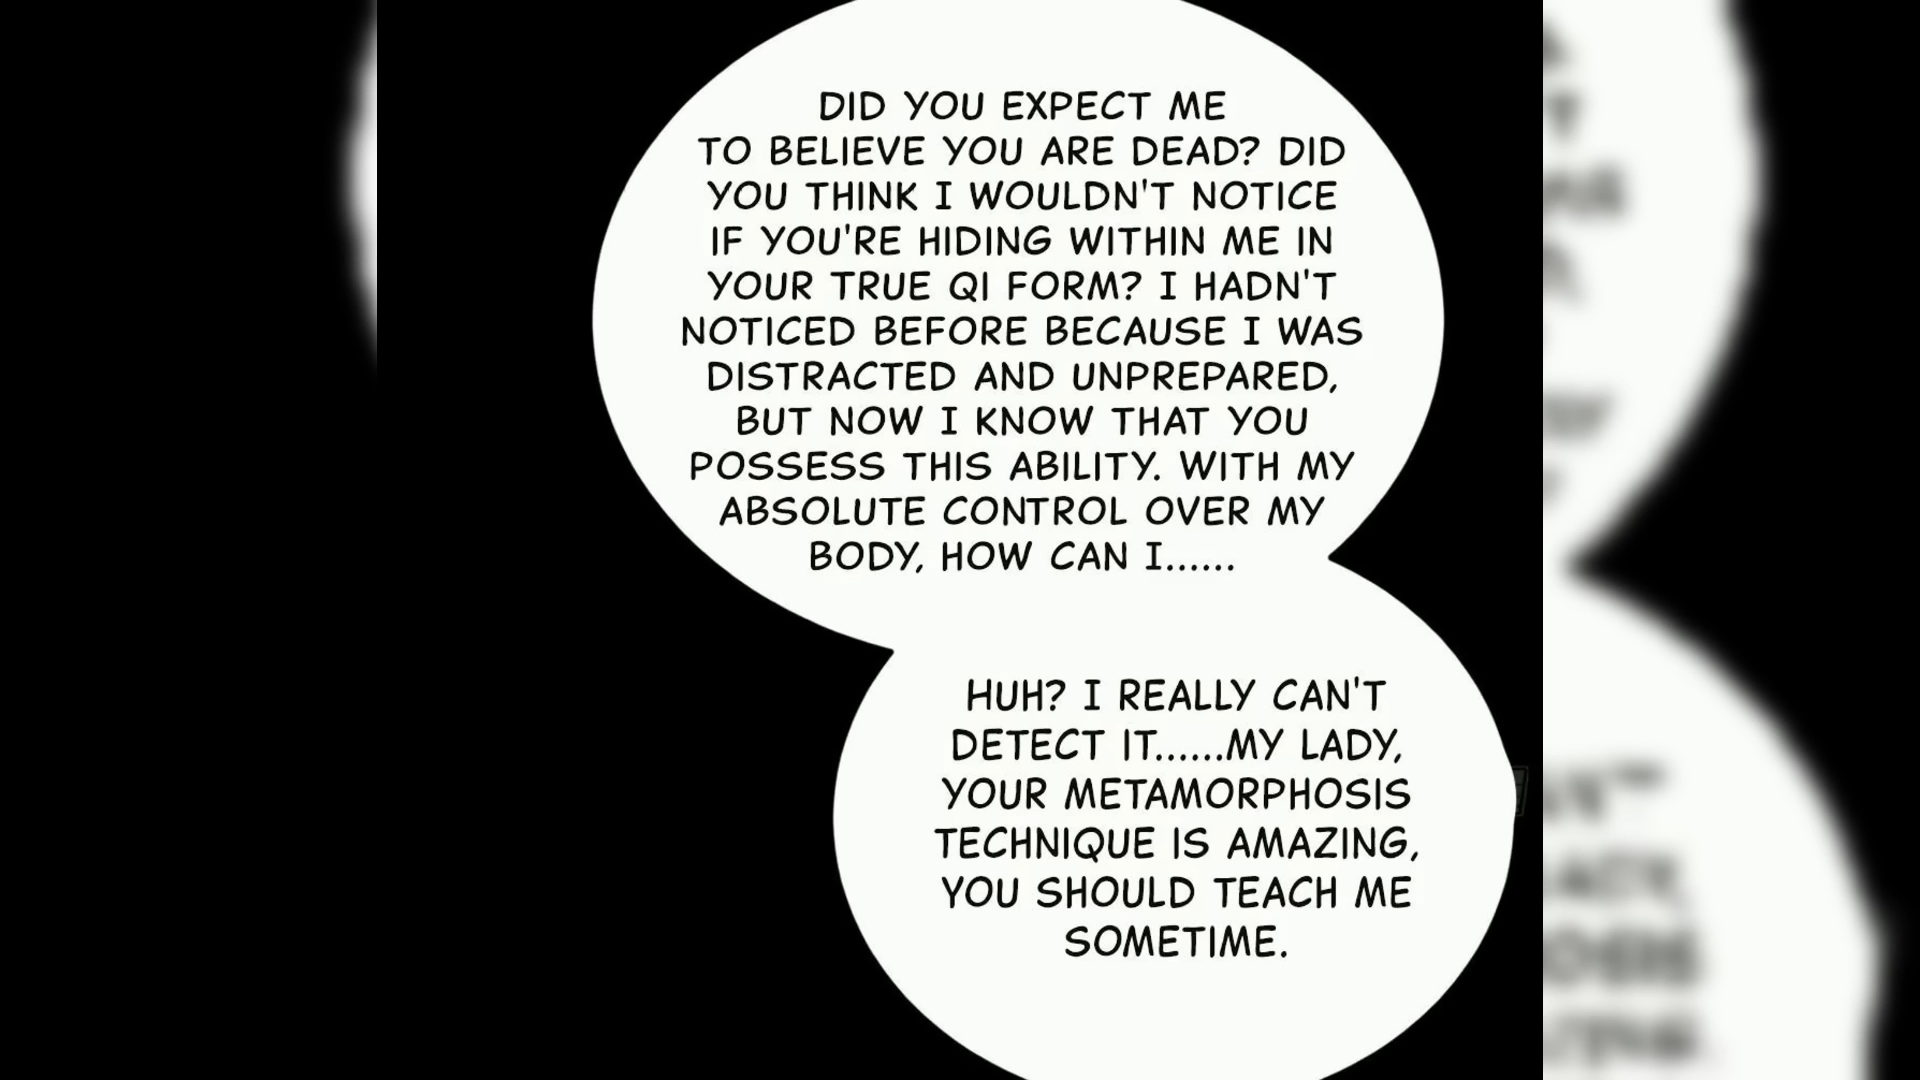 DID YOU EXPECT ME
TO BELIEVE YOU ARE DEAD? DID
YOU THINK I WOULDN'T NOTICE
IF YOU'RE HIDING WITHIN ME IN
YOUR TRUE QI FORM? I HADN'T
NOTICED BEFORE BECAUSE I WAS
DISTRACTED AND UNPREPARED,
BUT NOW I KNOW THAT YOU
POSSESS THIS ABILITY. WITH MY
ABSOLUTE CONTROL OVER MY
BODY, HOW CAN I......
HUH? I REALLY CAN'T
DETECT IT......MY LADY,
YOUR METAMORPHOSIS
TECHNIQUE IS AMAZING,
YOU SHOULD TEACH ME
SOMETIME.